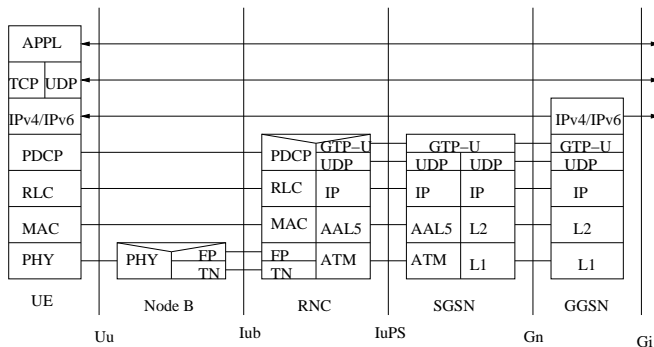 APPL
TCP UDP
IPv4/IPv6 IPv4/IPv6
PDCP PDCP GTP–U GTP–U GTP–U
UDP UDP UDP UDP
RLC RLC IP IP IP IP
MAC MAC AAL5 AAL5 L2 L2
PHY PHY FP FP ATM ATM L1 L1
TN TN
UE Node B RNC SGSN GGSN
Uu Iub IuPS Gn Gi